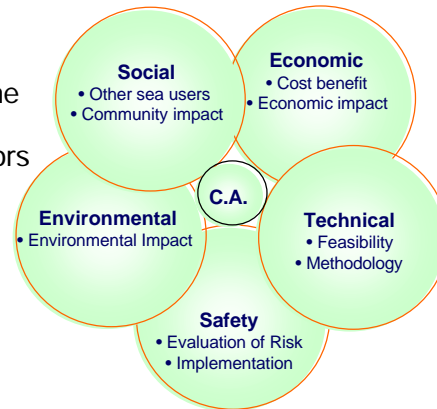 Social
• Other sea users
• Community impact
Economic
• Cost benefit
• Economic impact
C.A.
Environmental
• Environmental Impact
Technical
• Feasibility
• Methodology
Safety
• Evaluation of Risk
• Implementation